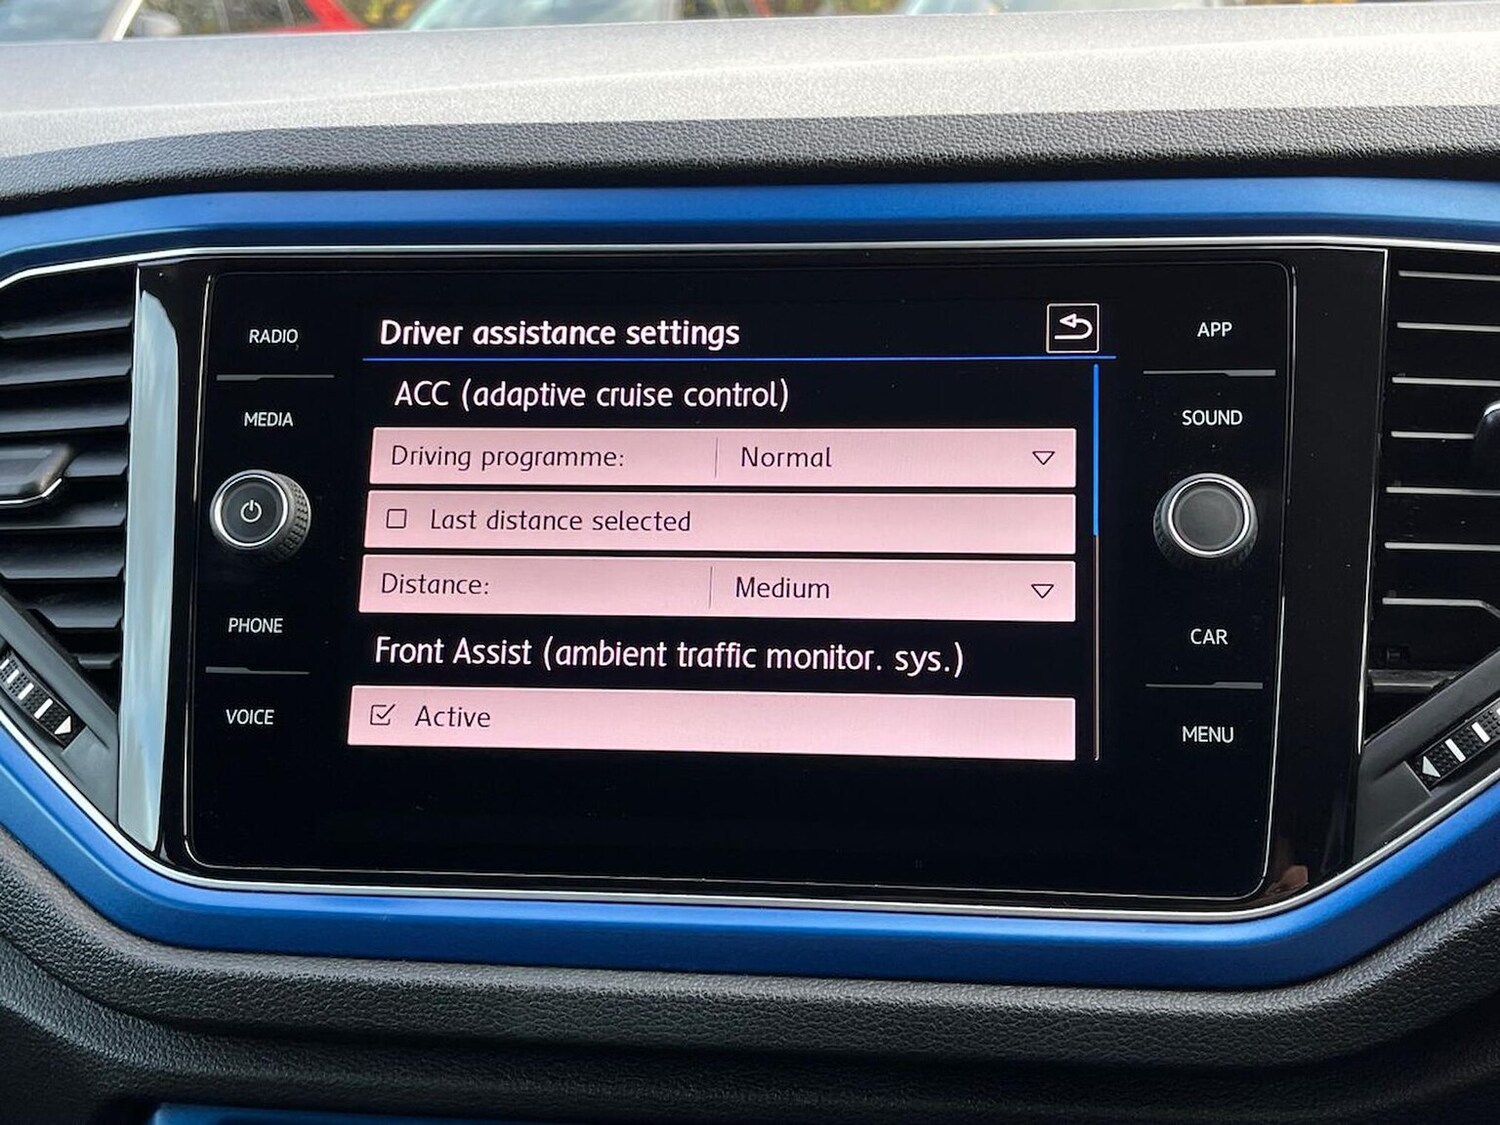 RADIO
MEDIA
PHONE
VOICE
Driver assistance settings
ACC (adaptive cruise control)
Driving programme: Normal
Last distance selected
Distance: Medium
Front Assist (ambient traffic monitor. sys.)
Active
APP
SOUND
CAR
MENU